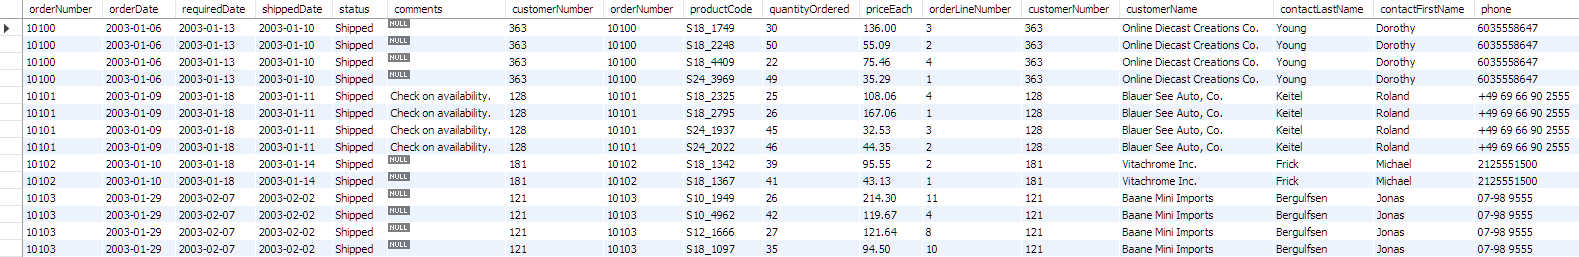 orderNumber orderDate requiredDate shippedDate status comments customerNumber orderNumber productCode quantityOrdered priceEach orderLineNumber customerNumber customerName contactLastName contactFirstName phone
10100 2003-01-06 2003-01-13 2003-01-10 Shipped NULL 363 10100 S18_1749 30 136.00 3 363 Online Diecast Creations Co. Young Dorothy 6035558647
10100 2003-01-06 2003-01-13 2003-01-10 Shipped NULL 363 10100 S18_2248 50 55.09 2 363 Online Diecast Creations Co. Young Dorothy 6035558647
10100 2003-01-06 2003-01-13 2003-01-10 Shipped NULL 363 10100 S18_4409 22 75.46 4 363 Online Diecast Creations Co. Young Dorothy 6035558647
10100 2003-01-06 2003-01-13 2003-01-10 Shipped NULL 363 10100 S24_3969 49 35.29 1 363 Online Diecast Creations Co. Young Dorothy 6035558647
10101 2003-01-09 2003-01-18 2003-01-11 Shipped Check on availability. 128 10101 S18_2325 25 108.06 4 128 Blauer See Auto, Co. Keitel Roland +49 69 66 90 2555
10101 2003-01-09 2003-01-18 2003-01-11 Shipped Check on availability. 128 10101 S18_2795 26 167.06 1 128 Blauer See Auto, Co. Keitel Roland +49 69 66 90 2555
10101 2003-01-09 2003-01-18 2003-01-11 Shipped Check on availability. 128 10101 S24_1937 45 32.53 3 128 Blauer See Auto, Co. Keitel Roland +49 69 66 90 2555
10101 2003-01-09 2003-01-18 2003-01-11 Shipped Check on availability. 128 10101 S24_2022 46 44.35 2 128 Blauer See Auto, Co. Keitel Roland +49 69 66 90 2555
10102 2003-01-10 2003-01-18 2003-01-14 Shipped NULL 181 10102 S18_1342 39 95.55 2 181 Vitachrome Inc. Frick Michael 2125551500
10102 2003-01-10 2003-01-18 2003-01-14 Shipped NULL 181 10102 S18_1367 41 43.13 1 181 Vitachrome Inc. Frick Michael 2125551500
10103 2003-01-29 2003-02-07 2003-02-02 Shipped NULL 121 10103 S10_1949 26 214.30 11 121 Baane Mini Imports Bergulfsen Jonas 07-98 9555
10103 2003-01-29 2003-02-07 2003-02-02 Shipped NULL 121 10103 S10_4962 42 119.67 4 121 Baane Mini Imports Bergulfsen Jonas 07-98 9555
10103 2003-01-29 2003-02-07 2003-02-02 Shipped NULL 121 10103 S12_1666 27 121.64 8 121 Baane Mini Imports Bergulfsen Jonas 07-98 9555
10103 2003-01-29 2003-02-07 2003-02-02 Shipped NULL 121 10103 S18_1097 35 94.50 10 121 Baane Mini Imports Bergulfsen Jonas 07-98 9555